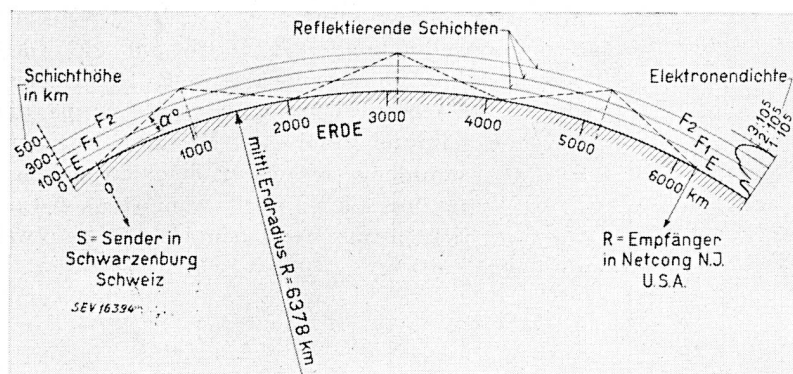 Reflektierende Schichten
Schichthöhe
in km
Elektronendichte
500
300
100
0
E
F1
F2
α°
0
1000
2000
3000
4000
5000
6000 km
ERDE
F2
F1
E
3·10⁵
2·10⁵
1·10⁵
mittl. Erdradius R = 6378 km
S = Sender in
Schwarzenburg
Schweiz
R = Empfänger
in Netcong N.J.
U.S.A.
SEV 16394